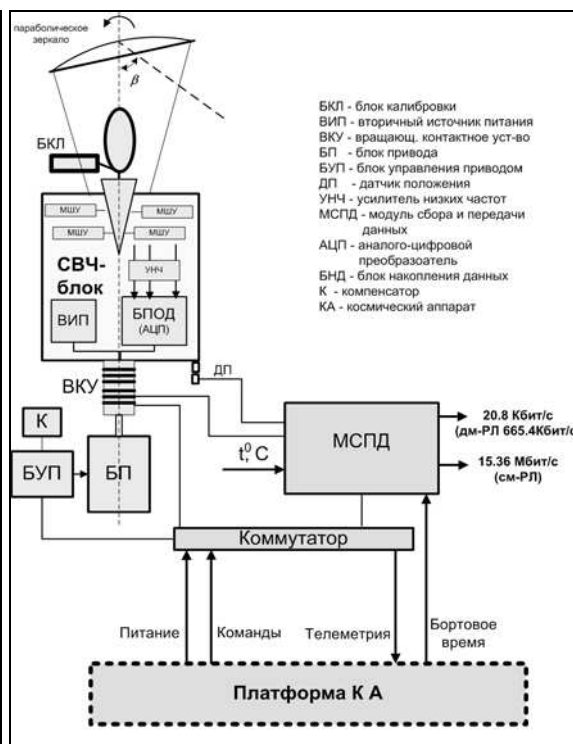 параболическое
зеркало
β
БКЛ
МШУ
МШУ
МШУ
МШУ
УНЧ
СВЧ-
блок
ВИП
БПОД
(АЦП)
ВКУ
ДП
К
БУП
БП
t,⁰ C
МСПД
20.8 Кбит/с
(дм-РЛ 665.4Кбит/с)
15.36 Мбит/с
(см-РЛ)
Коммутатор
Питание
Команды
Телеметрия
Бортовое
время
Платформа К А
БКЛ - блок калибровки
ВИП - вторичный источник питания
ВКУ - вращающ. контактное уст-во
БП - блок привода
БУП - блок управления приводом
ДП - датчик положения
УНЧ - усилитель низких частот
МСПД - модуль сбора и передачи
данных
АЦП - аналого-цифровой
преобразоатель
БНД - блок накопления данных
К - компенсатор
КА - космический аппарат